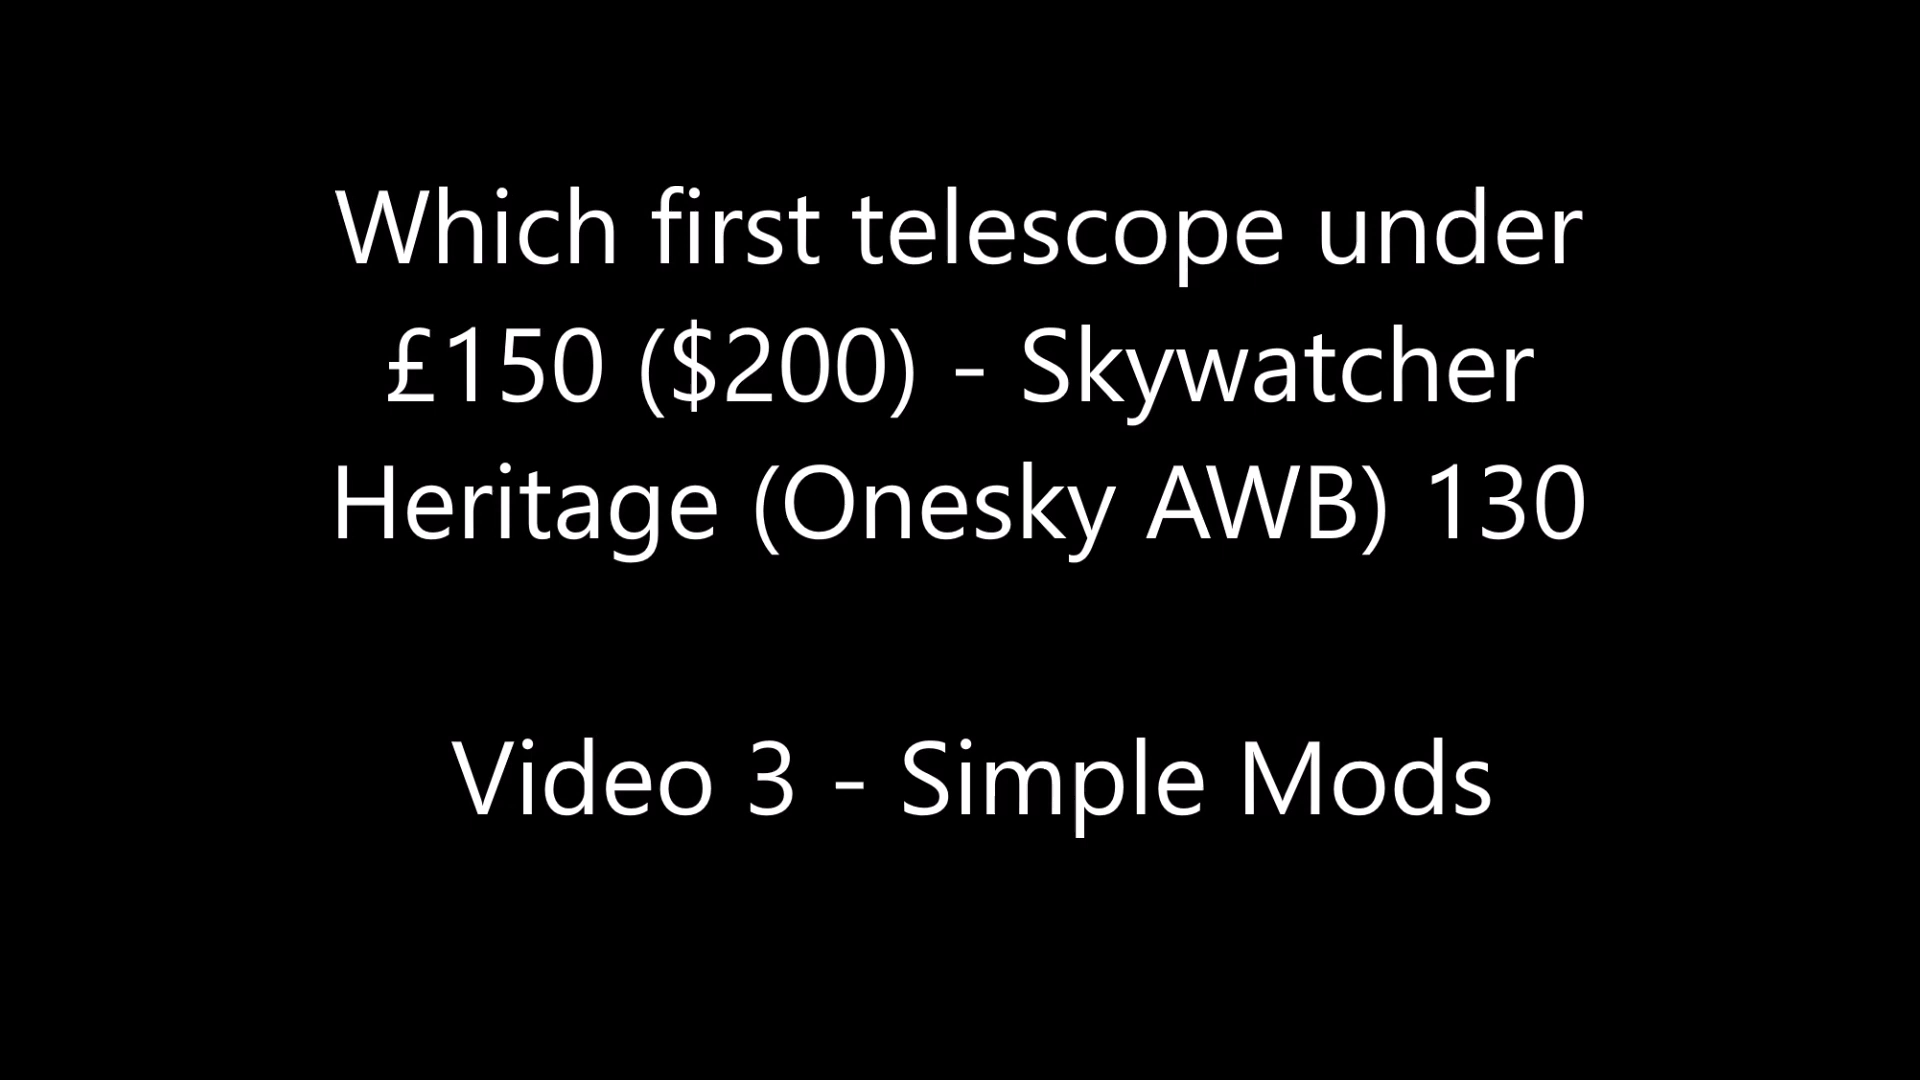 Which first telescope under
£150 ($200) - Skywatcher
Heritage (Onesky AWB) 130
Video 3 - Simple Mods